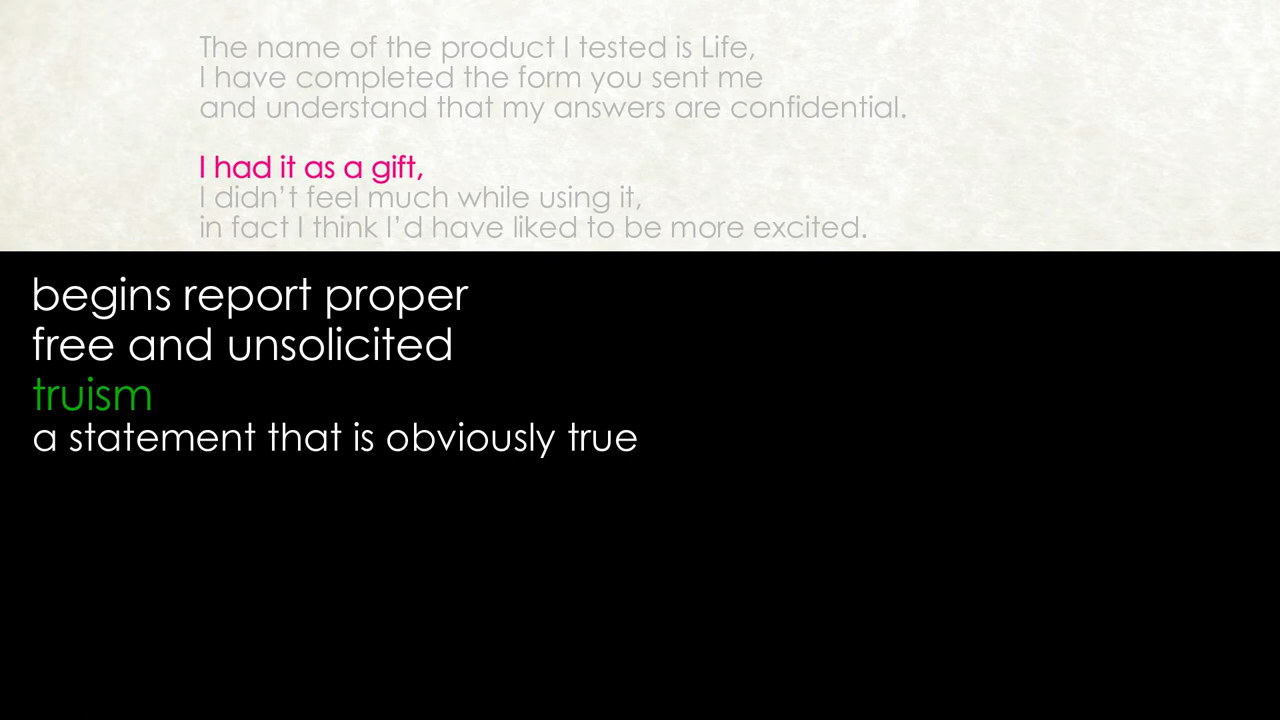 The name of the product I tested is Life,
I have completed the form you sent me
and understand that my answers are confidential.
I had it as a gift,
I didn’t feel much while using it,
in fact I think I’d have liked to be more excited.
begins report proper
free and unsolicited
truism
a statement that is obviously true